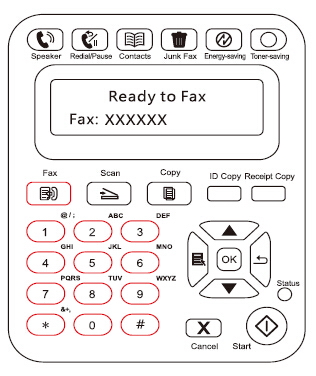 Speaker Redial/Pause Contacts Junk Fax Energy-saving Toner-saving
Ready to Fax
Fax: XXXXXX
Fax Scan Copy ID Copy Receipt Copy
@ / : ABC DEF
1 2 3
GHI JKL MNO
4 5 6 OK
PQRS TUV WXYZ Status
7 8 9
&+,
* 0 # X
Cancel Start